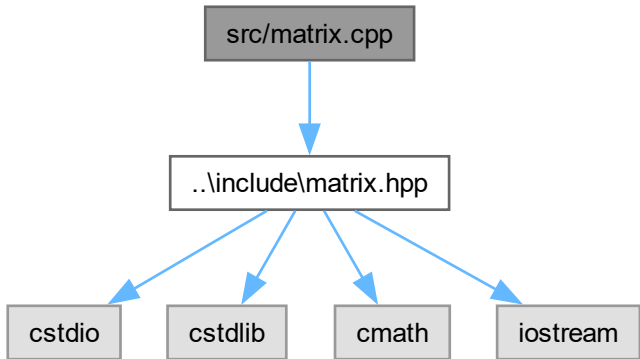 src/matrix.cpp
..\include\matrix.hpp
cstdio
cstdlib
cmath
iostream